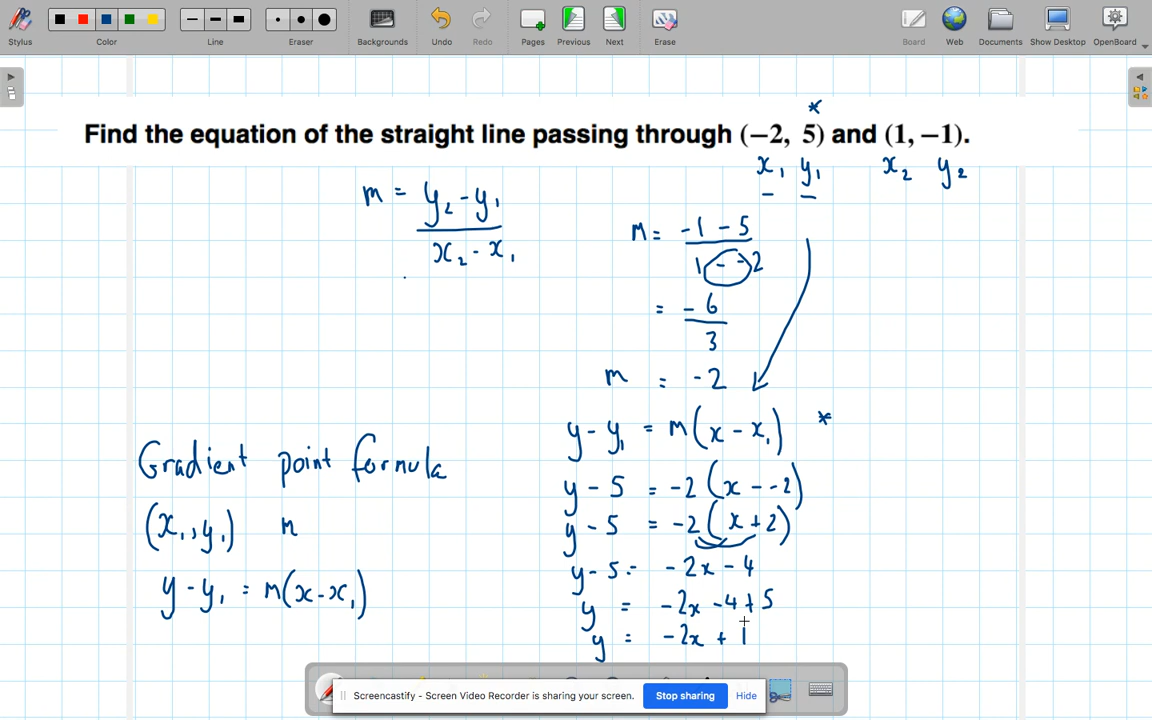 Stylus Color Line Eraser Backgrounds Undo Redo Pages Previous Next Erase Board Web Documents Show Desktop OpenBoard
*
Find the equation of the straight line passing through (−2, 5) and (1, −1).
x₁ y₁ x₂ y₂
m = y₂ - y₁ / x₂ - x₁
m = -1 - 5 / 1 - -2
= -6 / 3
m = -2
y - y₁ = m(x - x₁) *
Gradient point formula
(x₁, y₁) m
y - y₁ = m(x - x₁)
y - 5 = -2(x - -2)
y - 5 = -2(x + 2)
y - 5 = -2x - 4
y = -2x - 4 + 5
y = -2x + 1
Screencastify - Screen Video Recorder is sharing your screen. Stop sharing Hide